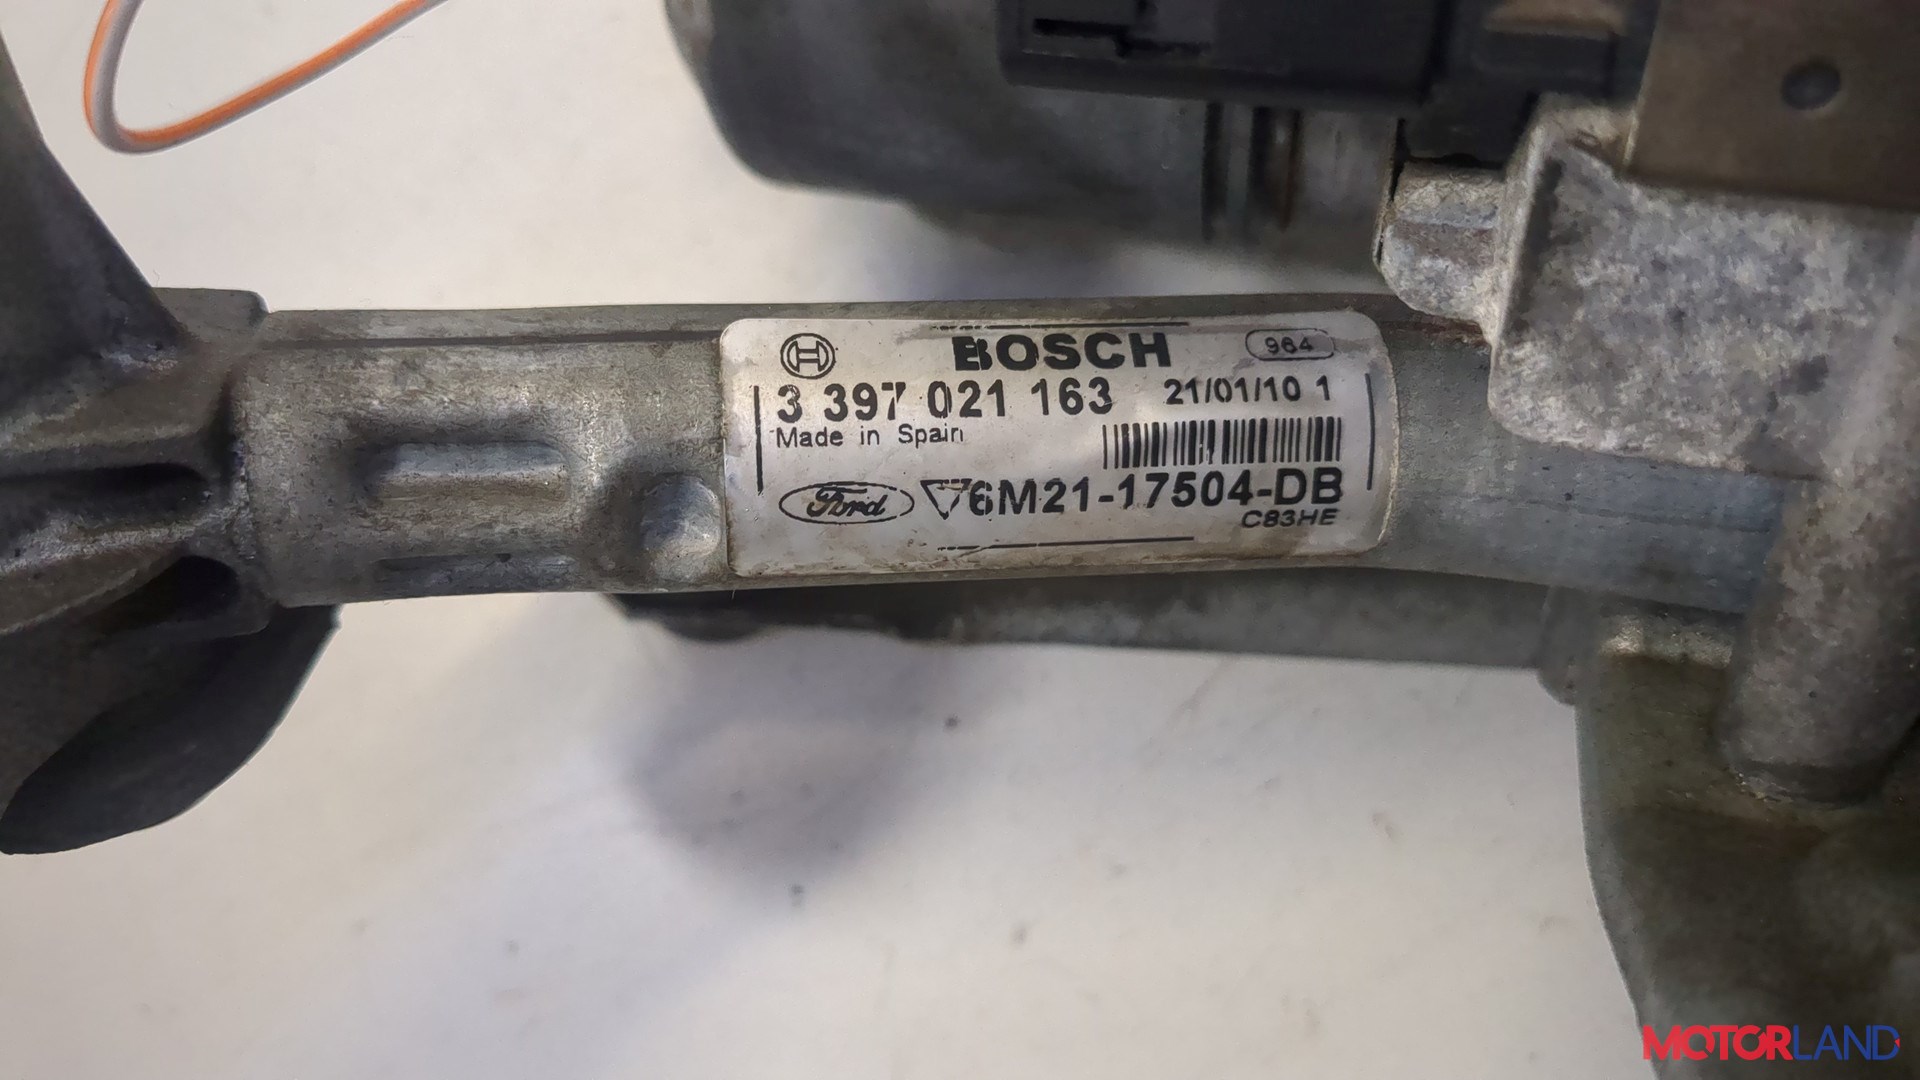 BOSCH 964
3 397 021 163 21/01/10 1
Made in Spain
Ford 6M21-17504-DB
C83HE
MOTORLAND